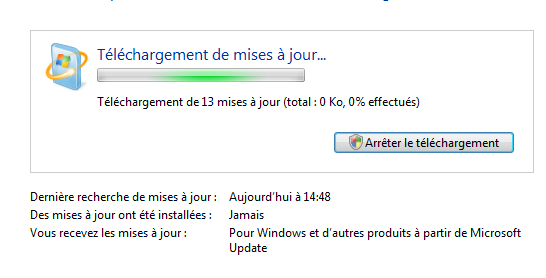 Téléchargement de mises à jour...
Téléchargement de 13 mises à jour (total : 0 Ko, 0% effectués)
Arrêter le téléchargement
Dernière recherche de mises à jour : Aujourd'hui à 14:48
Des mises à jour ont été installées : Jamais
Vous recevez les mises à jour : Pour Windows et d'autres produits à partir de Microsoft
Update